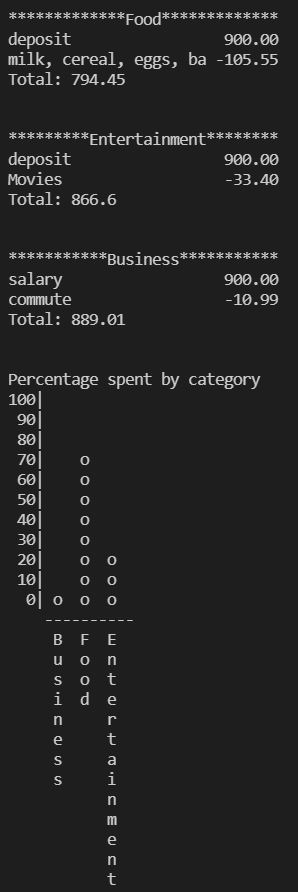 *************Food*************
deposit                 900.00
milk, cereal, eggs, ba -105.55
Total: 794.45
*********Entertainment********
deposit                 900.00
Movies                  -33.40
Total: 866.6
***********Business***********
salary                  900.00
commute                 -10.99
Total: 889.01
Percentage spent by category
100|
 90|
 80|
 70|    o
 60|    o
 50|    o
 40|    o
 30|    o
 20|    o  o
 10|    o  o
  0| o  o  o
    ----------
     B  F  E
     u  o  n
     s  o  t
     i  d  e
     n     r
     e     t
     s     a
     s     i
           n
           m
           e
           n
           t